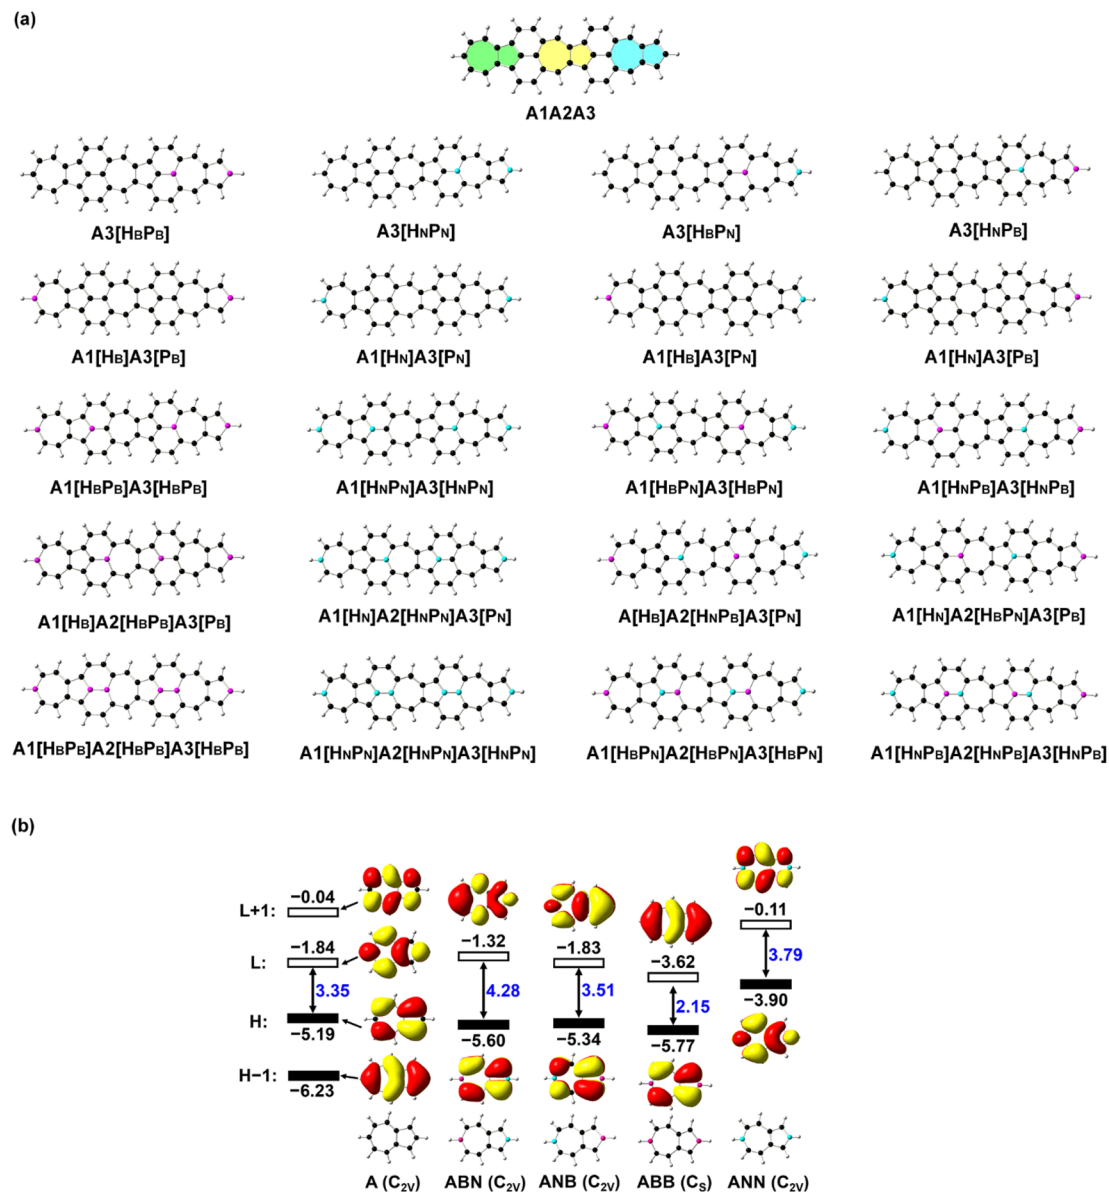 (a)
A1A2A3
A3[HBPB] A3[HNPN] A3[HBPN] A3[HNPB]
A1[HB]A3[PB] A1[HN]A3[PN] A1[HB]A3[PN] A1[HN]A3[PB]
A1[HBPB]A3[HBPB] A1[HNPN]A3[HNPN] A1[HBPN]A3[HBPN] A1[HNPB]A3[HNPB]
A1[HB]A2[HBPB]A3[PB] A1[HN]A2[HNPN]A3[PN] A[HB]A2[HNPB]A3[PN] A1[HN]A2[HBPN]A3[PB]
A1[HBPB]A2[HBPB]A3[HBPB] A1[HNPN]A2[HNPN]A3[HNPN] A1[HBPN]A2[HBPN]A3[HBPN] A1[HNPB]A2[HNPB]A3[HNPB]
(b)
L+1: −0.04
L: −1.84 −1.32 −1.83 −3.62 −0.11
3.35 4.28 3.51 2.15 3.79
H: −5.19 −5.60 −5.34 −5.77 −3.90
H−1: −6.23
A (C2V) ABN (C2V) ANB (C2V) ABB (CS) ANN (C2V)